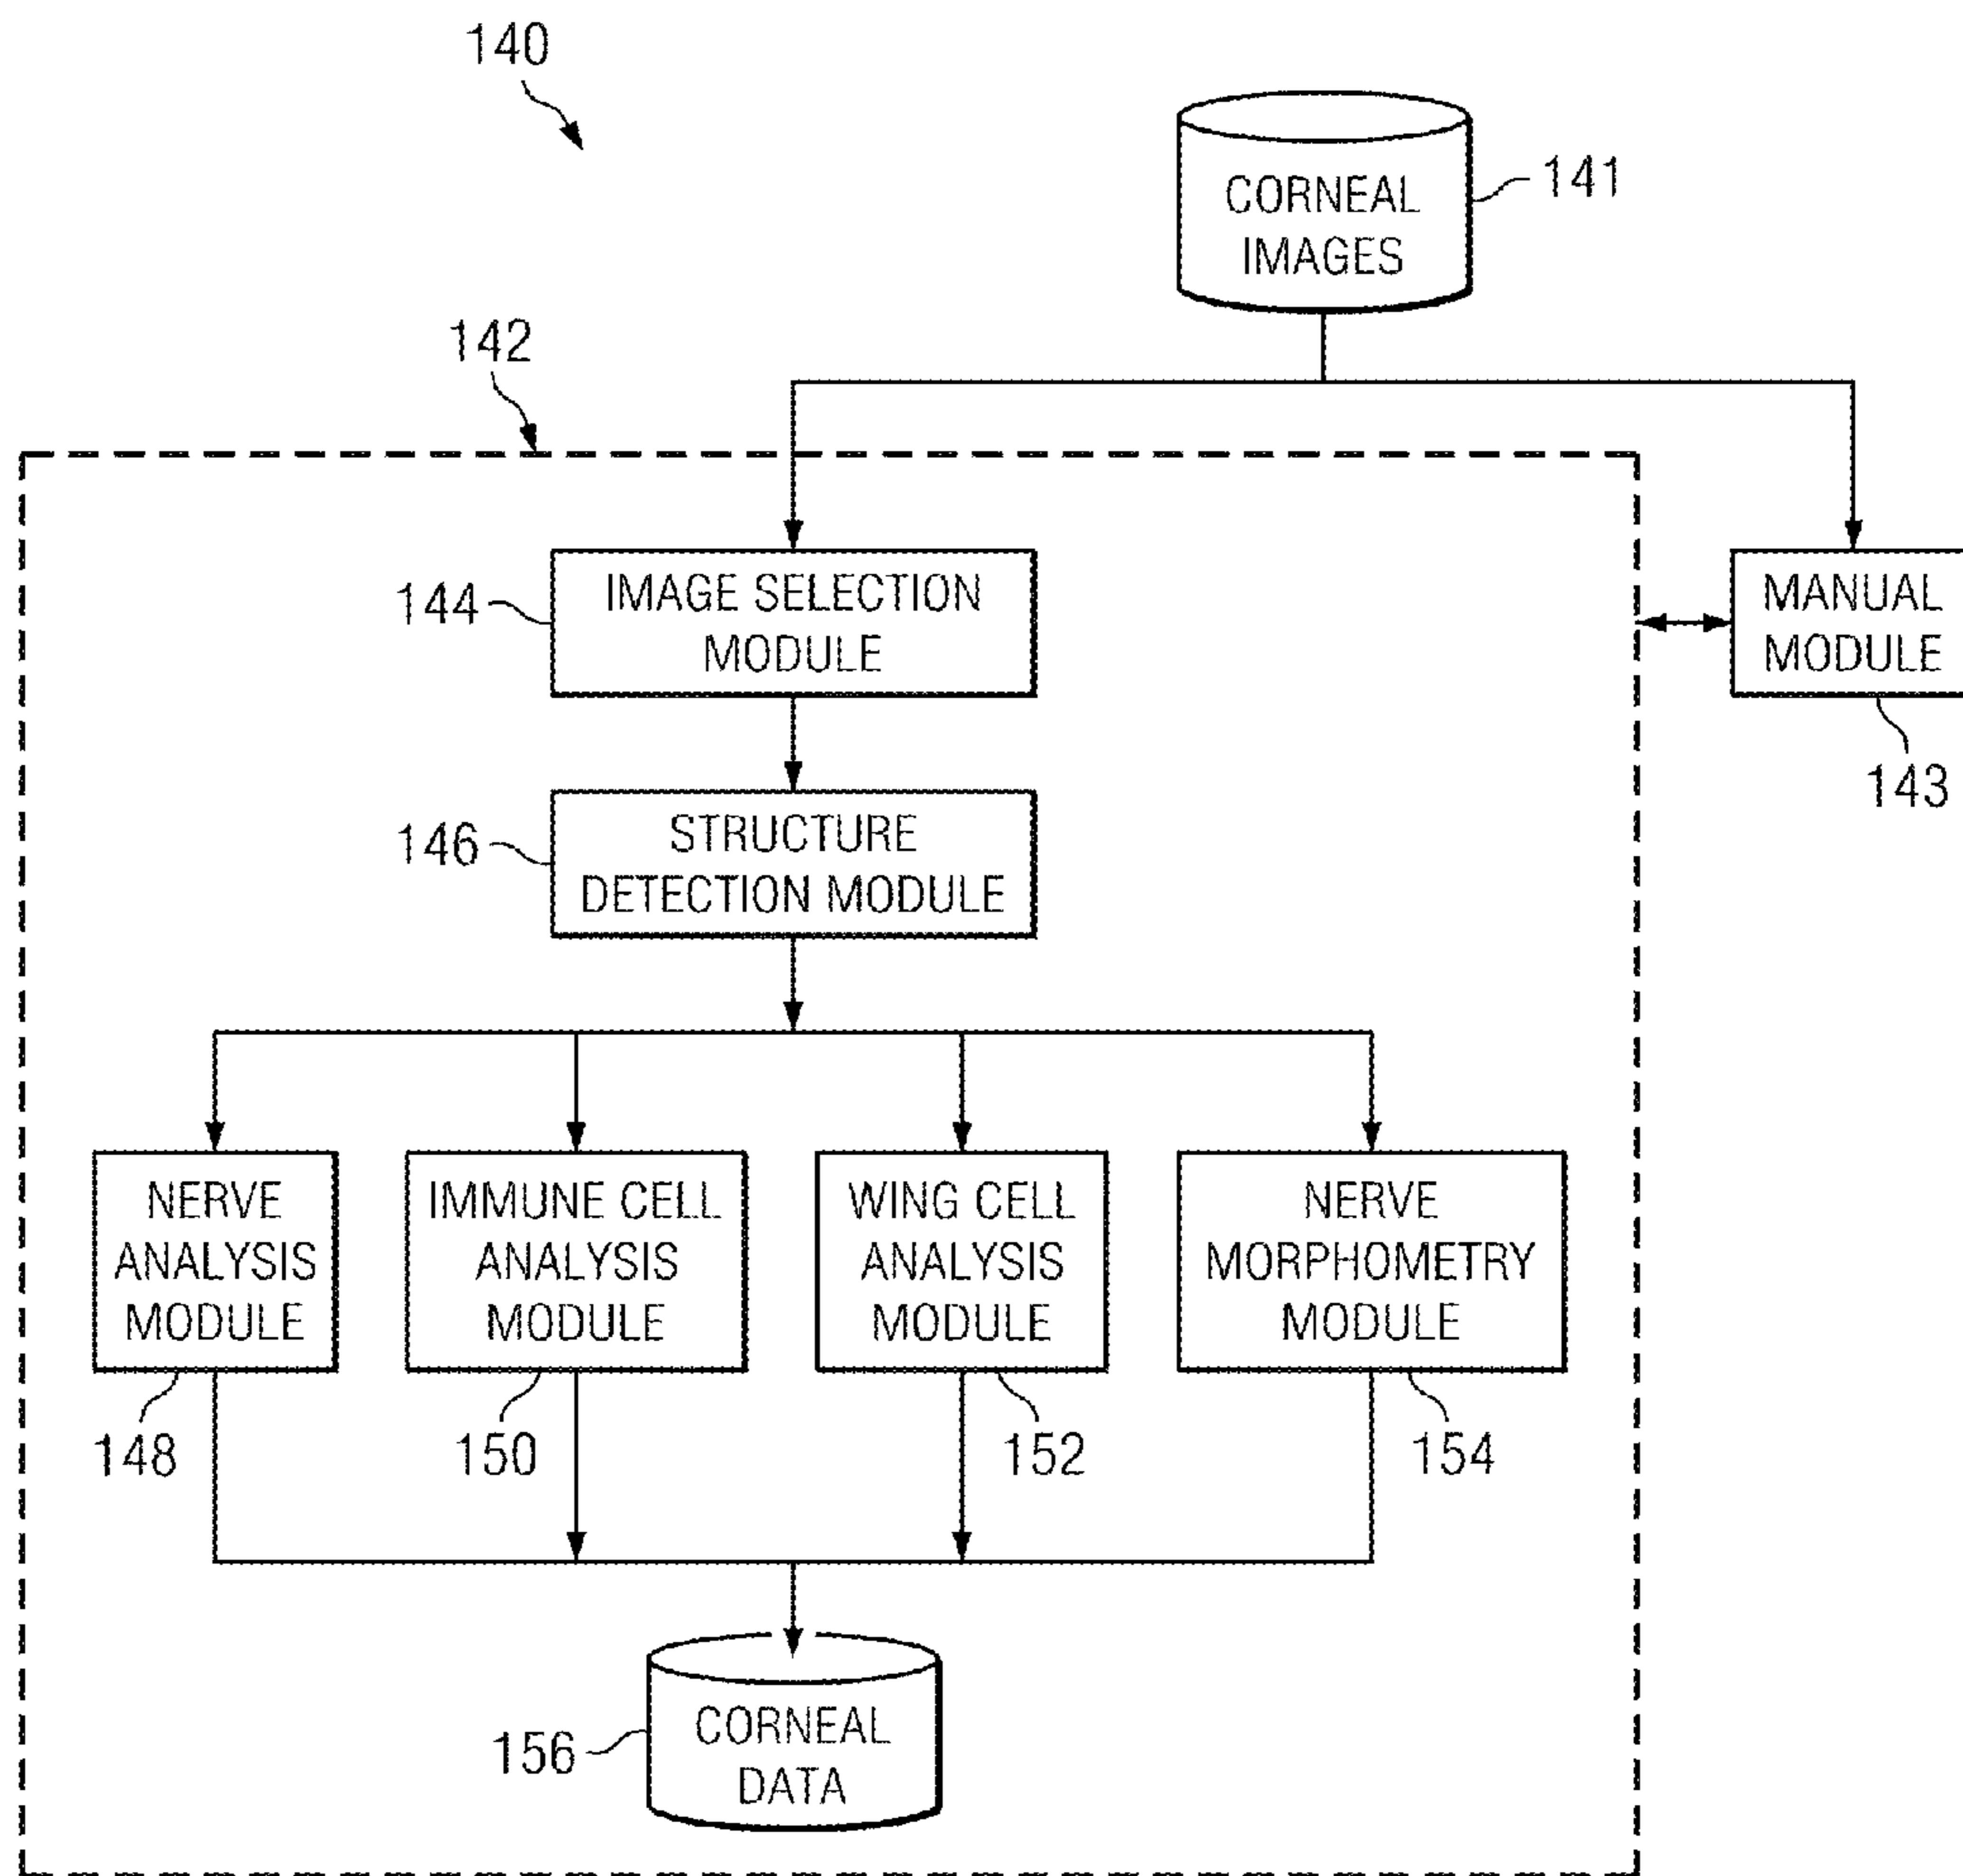 140
CORNEAL
IMAGES
141
142
144
IMAGE SELECTION
MODULE
MANUAL
MODULE
143
146
STRUCTURE
DETECTION MODULE
NERVE
ANALYSIS
MODULE
148
IMMUNE CELL
ANALYSIS
MODULE
150
WING CELL
ANALYSIS
MODULE
152
NERVE
MORPHOMETRY
MODULE
154
156
CORNEAL
DATA